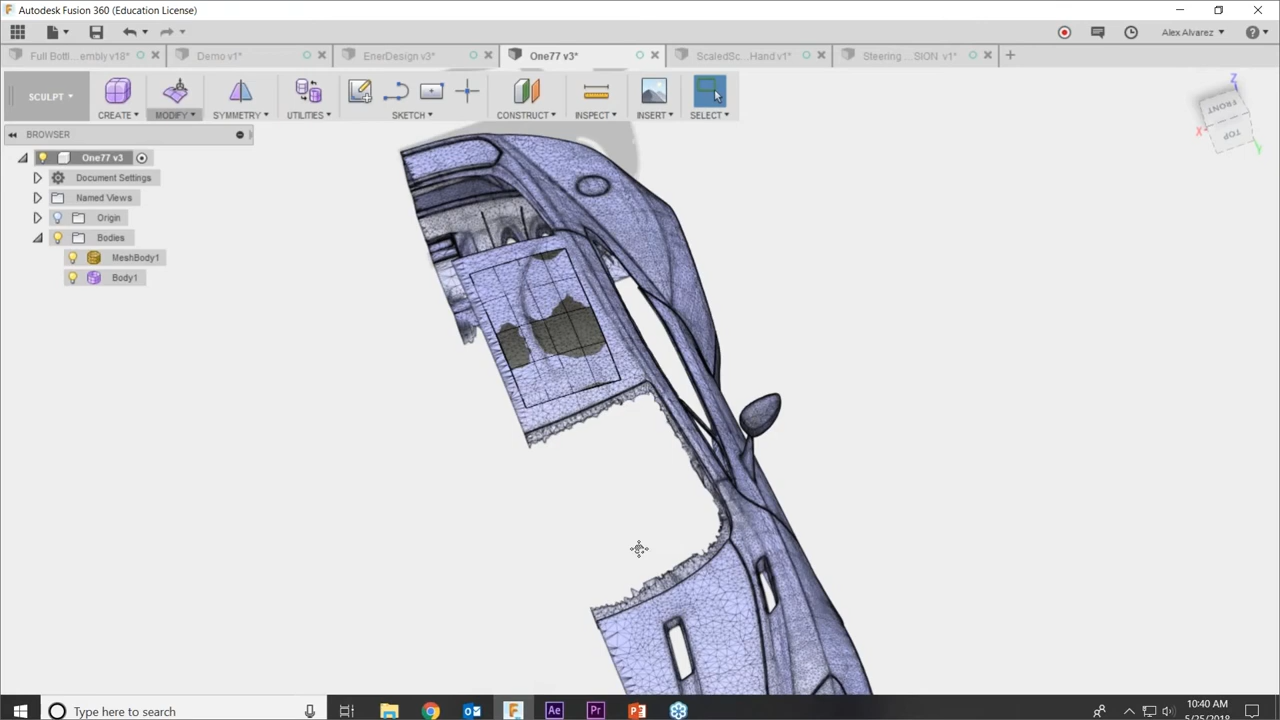 Autodesk Fusion 360 (Education License)
Alex Alvarez
Full Bottl... embly v18*
Demo v1*
EnerDesign v3*
One77 v3*
ScaledSc... Hand v1*
Steering ... SION v1*
SCULPT
CREATE
MODIFY
SYMMETRY
UTILITIES
SKETCH
CONSTRUCT
INSPECT
INSERT
SELECT
Z
FRONT
X
TOP
Y
BROWSER
One77 v3
Document Settings
Named Views
Origin
Bodies
MeshBody1
Body1
Type here to search
Ae
Pr
10:40 AM
5/25/2018